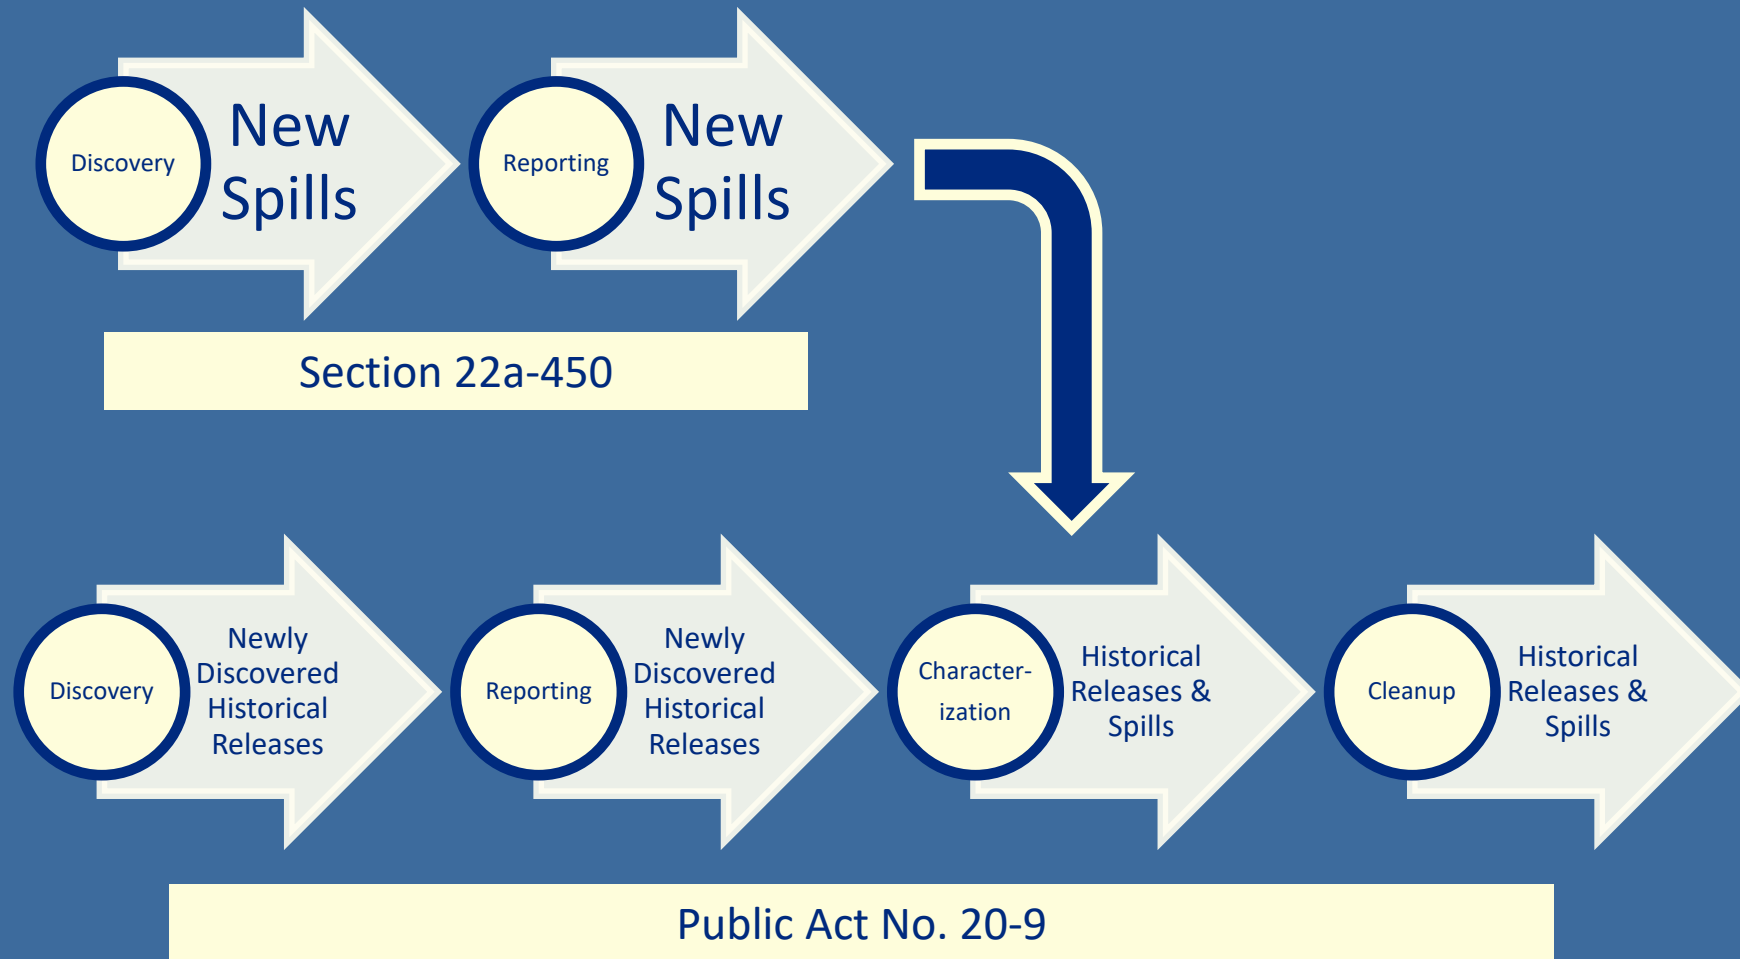 Discovery
New
Spills
Reporting
New
Spills
Section 22a-450
Discovery
Newly
Discovered
Historical
Releases
Reporting
Newly
Discovered
Historical
Releases
Character-
ization
Historical
Releases &
Spills
Cleanup
Historical
Releases &
Spills
Public Act No. 20-9